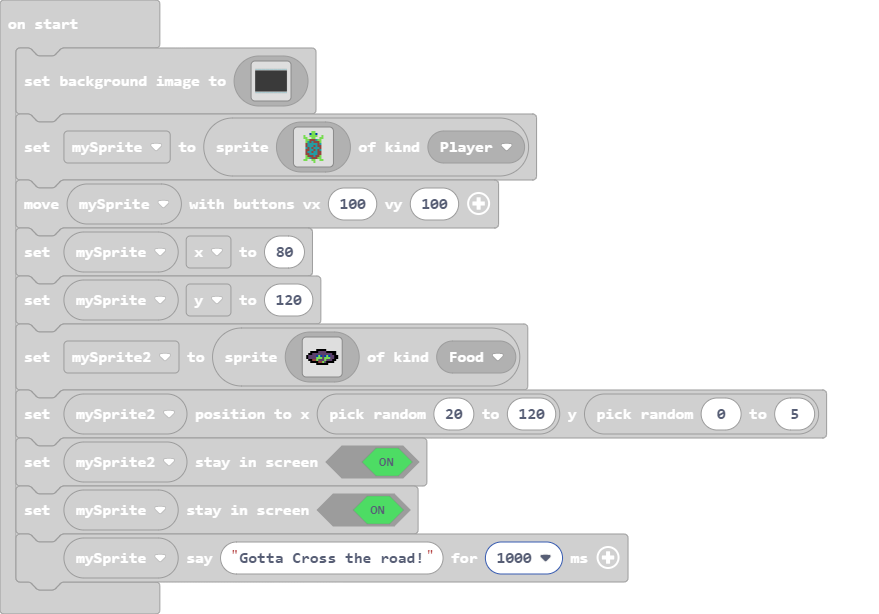 on start
set background image to
set mySprite to sprite of kind Player
move mySprite with buttons vx 100 vy 100
set mySprite x to 80
set mySprite y to 120
set mySprite2 to sprite of kind Food
set mySprite2 position to x pick random 20 to 120 y pick random 0 to 5
set mySprite2 stay in screen ON
set mySprite stay in screen ON
mySprite say "Gotta Cross the road!" for 1000 ms